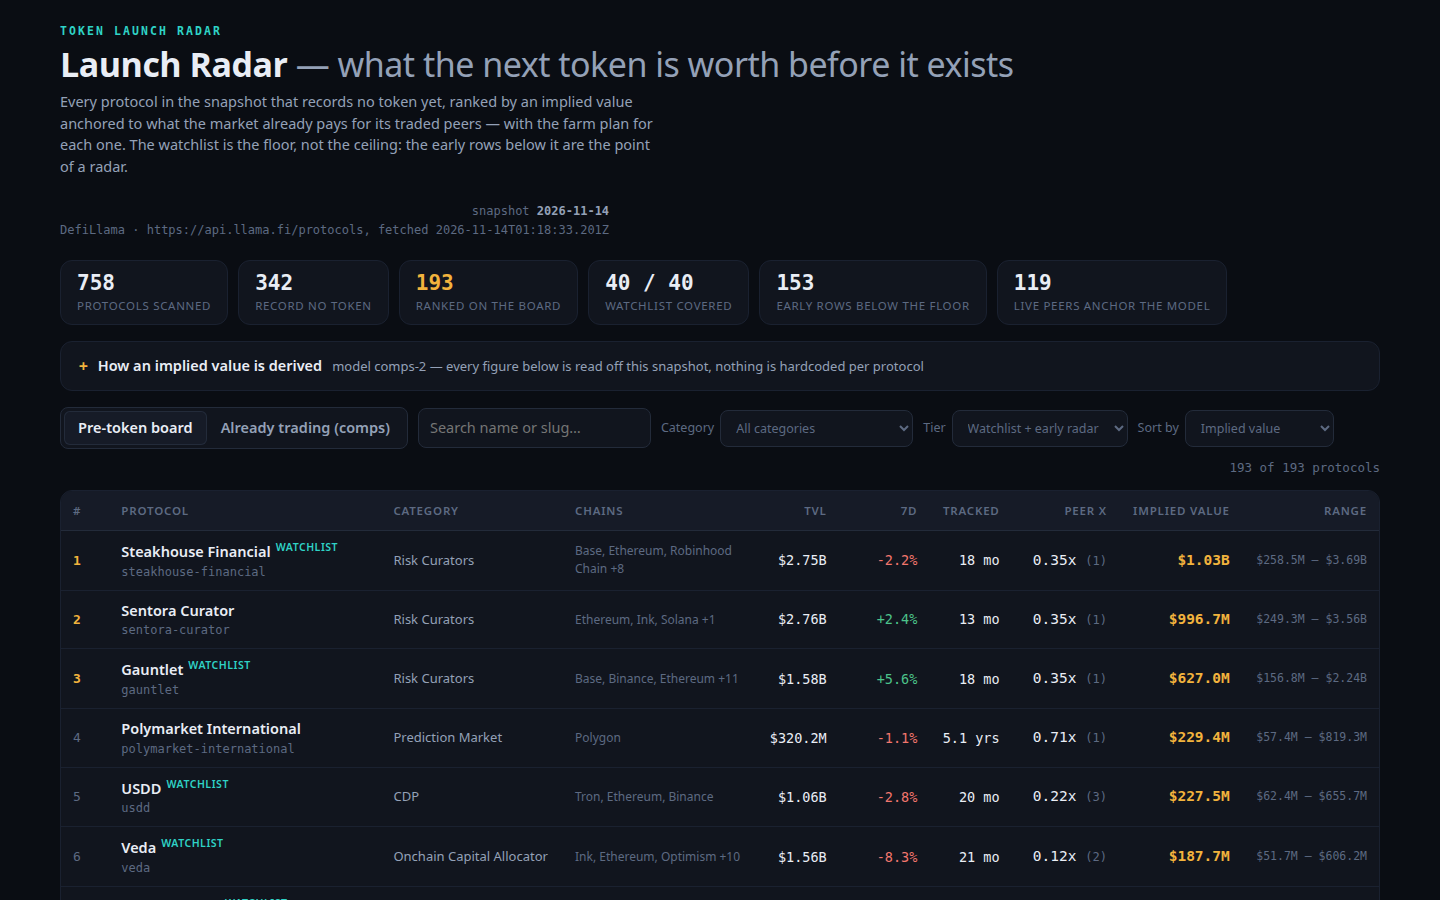 TOKEN LAUNCH RADAR
Launch Radar — what the next token is worth before it exists
Every protocol in the snapshot that records no token yet, ranked by an implied value
anchored to what the market already pays for its traded peers — with the farm plan for
each one. The watchlist is the floor, not the ceiling: the early rows below it are the point
of a radar.
snapshot 2026-11-14
DefiLlama · https://api.llama.fi/protocols, fetched 2026-11-14T01:18:33.201Z
758 342 193 40 / 40 153 119
PROTOCOLS SCANNED RECORD NO TOKEN RANKED ON THE BOARD WATCHLIST COVERED EARLY ROWS BELOW THE FLOOR LIVE PEERS ANCHOR THE MODEL
+ How an implied value is derived model comps-2 — every figure below is read off this snapshot, nothing is hardcoded per protocol
Pre-token board Already trading (comps) Search name or slug... Category All categories Tier Watchlist + early radar Sort by Implied value
193 of 193 protocols
# PROTOCOL CATEGORY CHAINS TVL 7D TRACKED PEER X IMPLIED VALUE RANGE
1 Steakhouse Financial WATCHLIST steakhouse-financial Risk Curators Base, Ethereum, Robinhood Chain +8 $2.75B -2.2% 18 mo 0.35x (1) $1.03B $258.5M — $3.69B
2 Sentora Curator sentora-curator Risk Curators Ethereum, Ink, Solana +1 $2.76B +2.4% 13 mo 0.35x (1) $996.7M $249.3M — $3.56B
3 Gauntlet WATCHLIST gauntlet Risk Curators Base, Binance, Ethereum +11 $1.58B +5.6% 18 mo 0.35x (1) $627.0M $156.8M — $2.24B
4 Polymarket International polymarket-international Prediction Market Polygon $320.2M -1.1% 5.1 yrs 0.71x (1) $229.4M $57.4M — $819.3M
5 USDD WATCHLIST usdd CDP Tron, Ethereum, Binance $1.06B -2.8% 20 mo 0.22x (3) $227.5M $62.4M — $655.7M
6 Veda WATCHLIST veda Onchain Capital Allocator Ink, Ethereum, Optimism +10 $1.56B -8.3% 21 mo 0.12x (2) $187.7M $51.7M — $606.2M